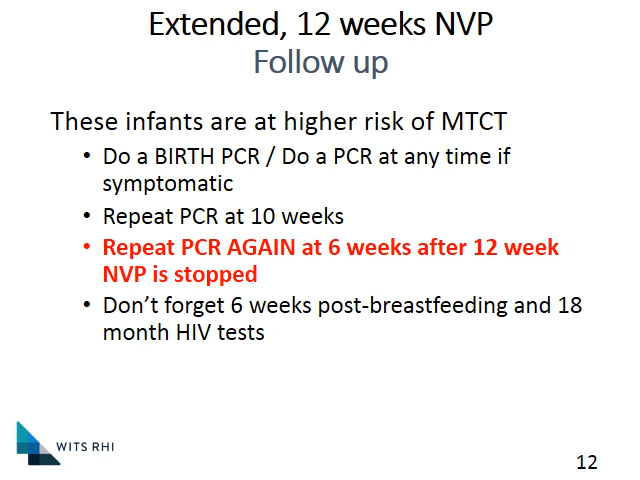 Extended, 12 weeks NVP
Follow up
These infants are at higher risk of MTCT
• Do a BIRTH PCR / Do a PCR at any time if
symptomatic
• Repeat PCR at 10 weeks
• Repeat PCR AGAIN at 6 weeks after 12 week
NVP is stopped
• Don’t forget 6 weeks post-breastfeeding and 18
month HIV tests
WITS RHI
12